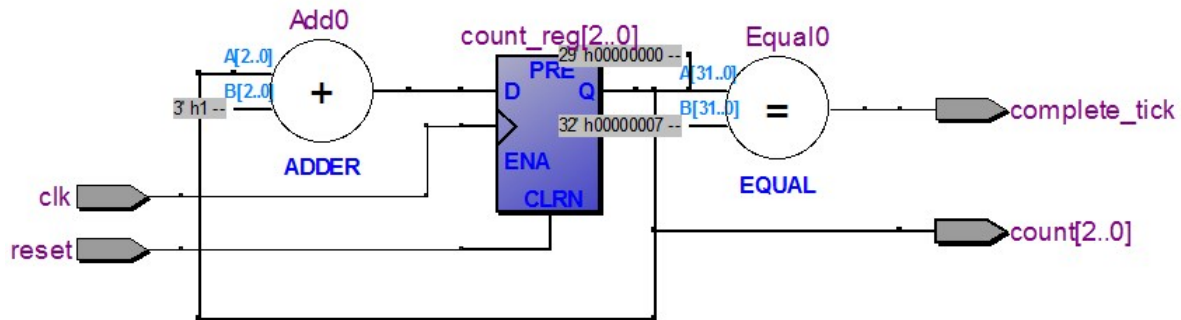 Add0
A[2..0]
B[2..0]
3' h1 --
+
ADDER
count_reg[2..0]
29' h00000000 --
PRE
D
Q
32' h00000007 --
ENA
CLRN
Equal0
A[31..0]
B[31..0]
=
EQUAL
complete_tick
clk
reset
count[2..0]